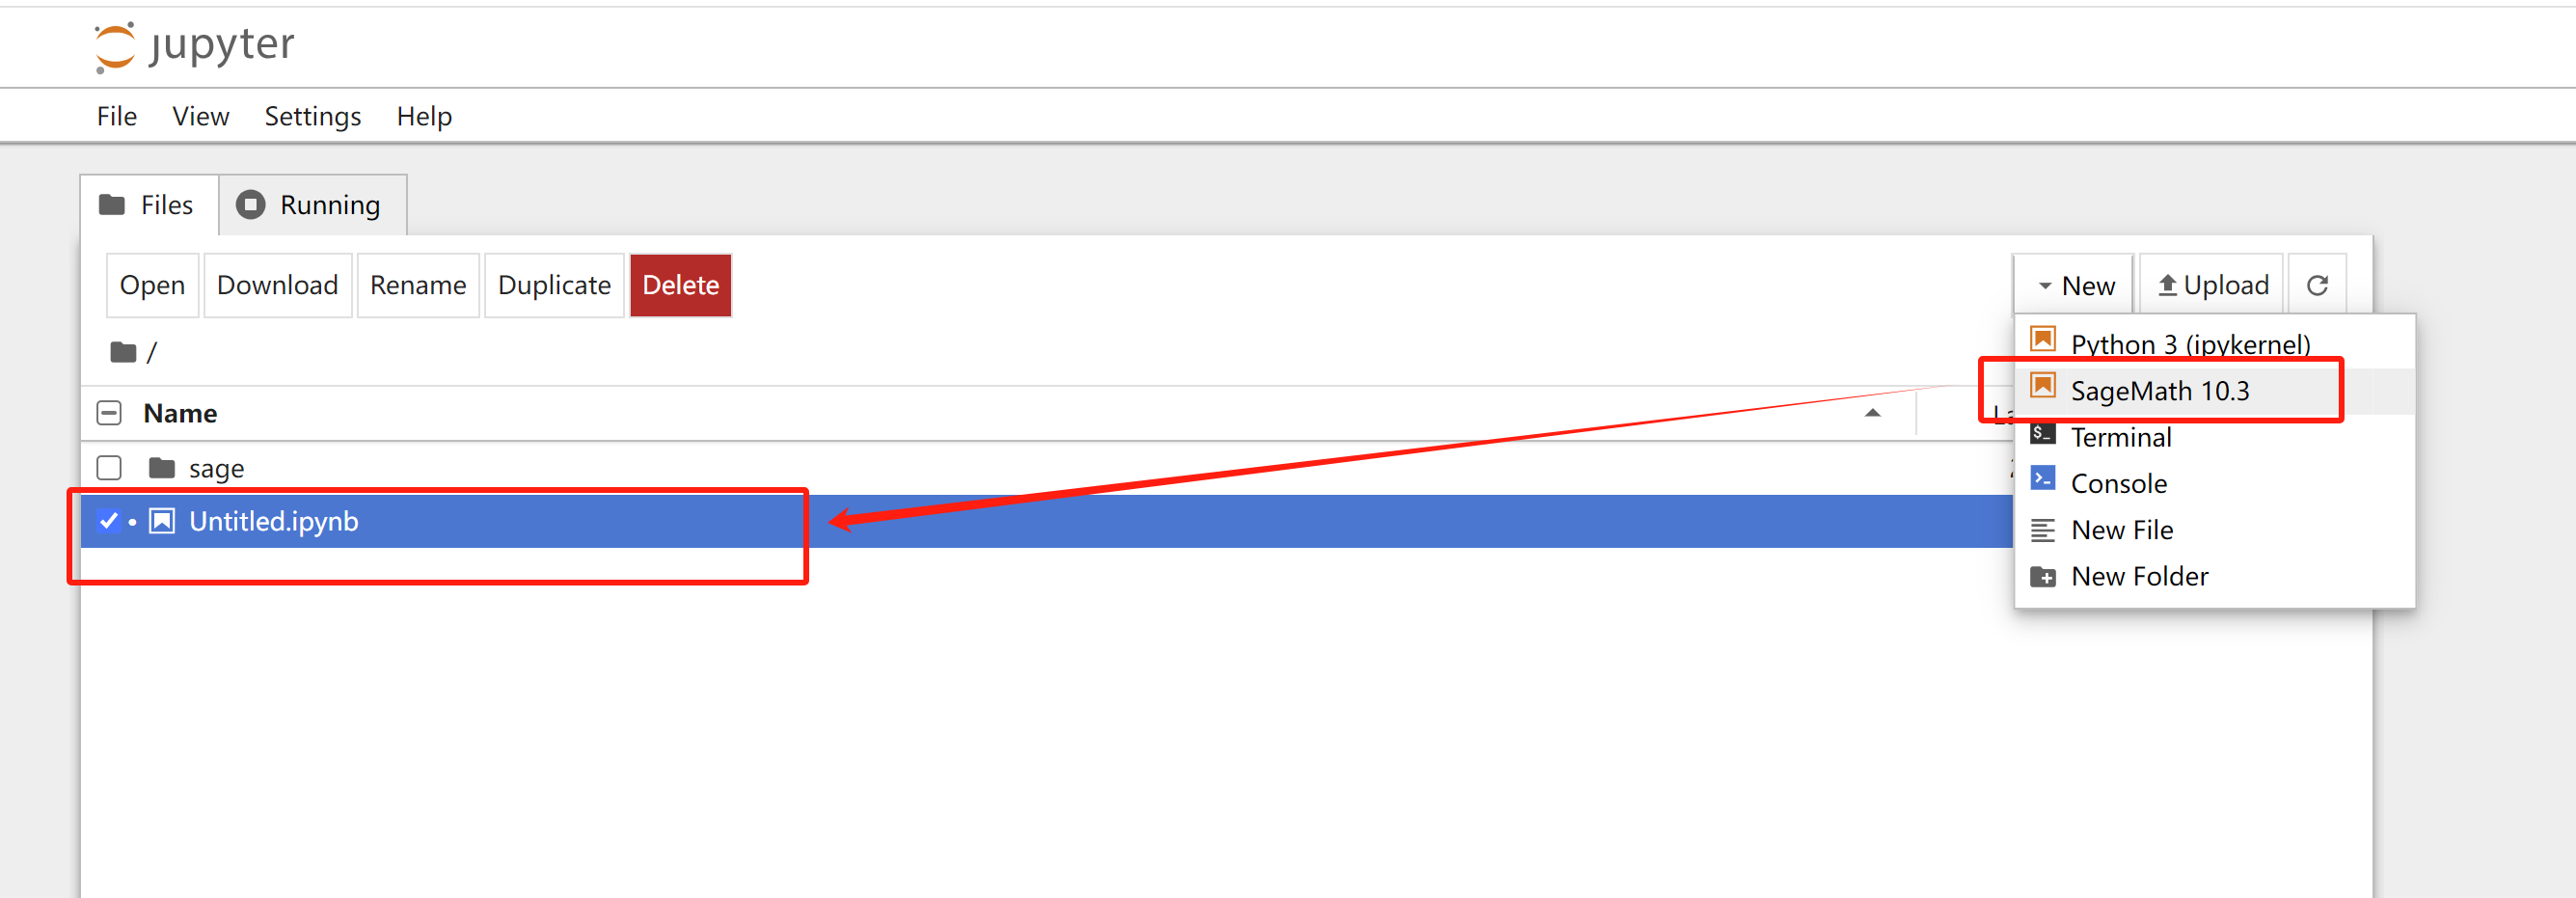 jupyter
File View Settings Help
Files Running
Open Download Rename Duplicate Delete New Upload
/
Python 3 (ipykernel)
SageMath 10.3
Name
Terminal
sage
Console
Untitled.ipynb
New File
New Folder